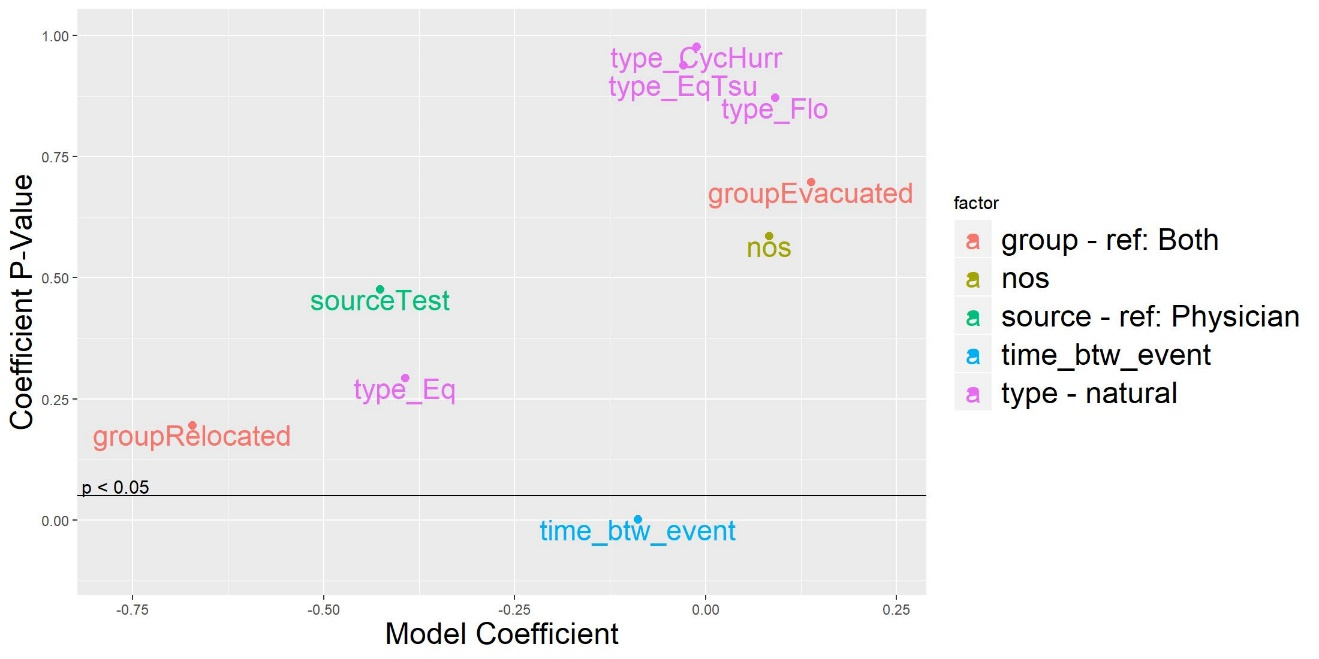 1.00
type_CycHurr
type_EqTsu
type_Flo
0.75
groupEvacuated
nos
0.50
sourceTest
type_Eq
0.25
groupRelocated
p < 0.05
0.00
time_btw_event
-0.75 -0.50 -0.25 0.00 0.25
Model Coefficient
Coefficient P-Value
factor
a group - ref: Both
a nos
a source - ref: Physician
a time_btw_event
a type - natural